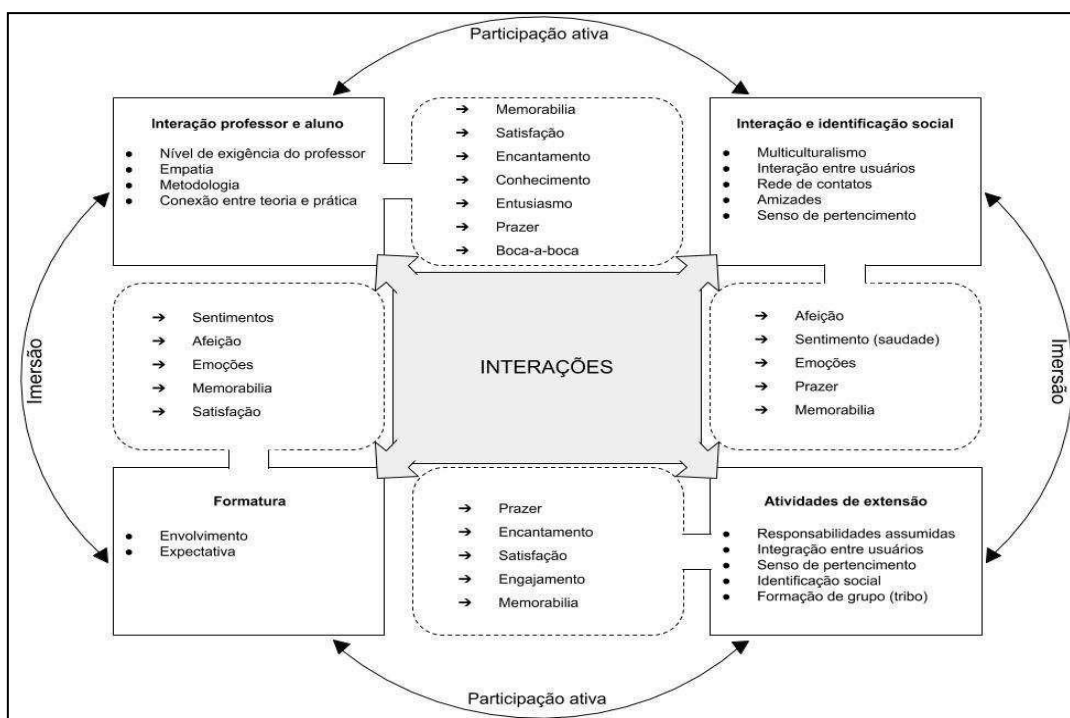 Participação ativa
Interação professor e aluno
● Nível de exigência do professor
● Empatia
● Metodologia
● Conexão entre teoria e prática
➔ Memorabilia
➔ Satisfação
➔ Encantamento
➔ Conhecimento
➔ Entusiasmo
➔ Prazer
➔ Boca-a-boca
Interação e identificação social
● Multiculturalismo
● Interação entre usuários
● Rede de contatos
● Amizades
● Senso de pertencimento
Imersão
➔ Sentimentos
➔ Afeição
➔ Emoções
➔ Memorabilia
➔ Satisfação
INTERAÇÕES
➔ Afeição
➔ Sentimento (saudade)
➔ Emoções
➔ Prazer
➔ Memorabilia
Imersão
Formatura
● Envolvimento
● Expectativa
➔ Prazer
➔ Encantamento
➔ Satisfação
➔ Engajamento
➔ Memorabilia
Atividades de extensão
● Responsabilidades assumidas
● Integração entre usuários
● Senso de pertencimento
● Identificação social
● Formação de grupo (tribo)
Participação ativa